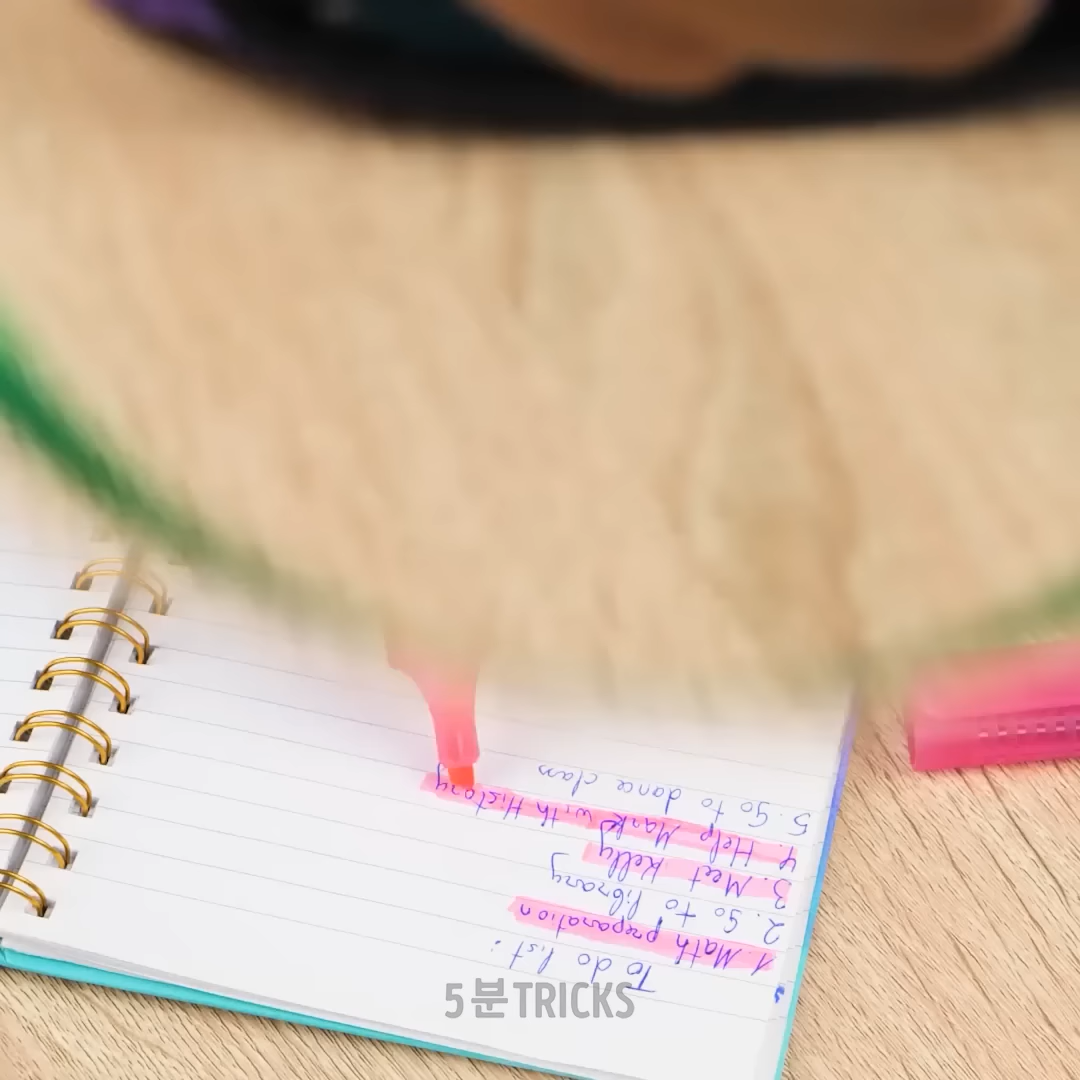 To do list:
1. Math preparation
2. Go to library
3. Meet Kelly
4. Help Mark with History
5. Go to dance class
5분TRICKS